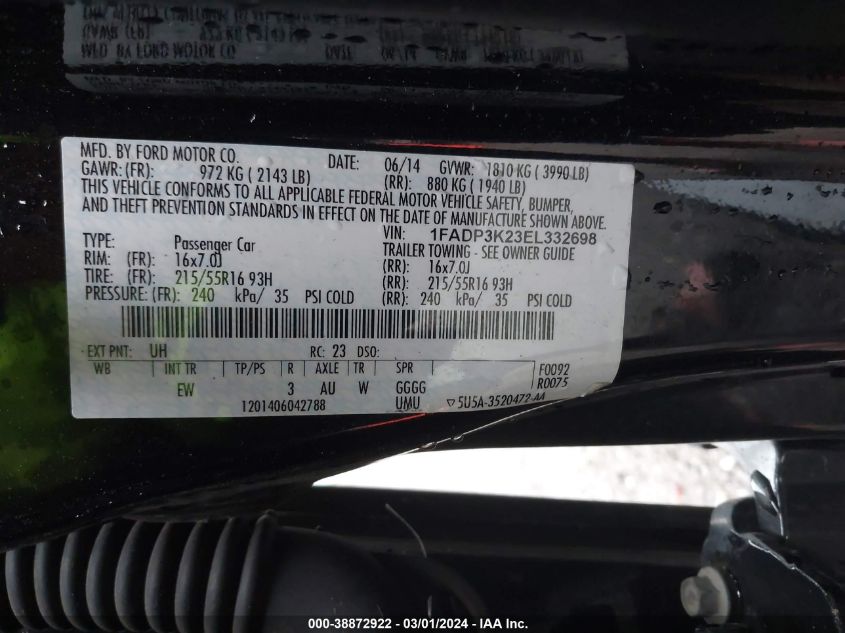 MFD. BY FORD MOTOR CO. DATE: 06/14 GVWR: 1810 KG ( 3990 LB)
GAWR: (FR): 972 KG ( 2143 LB) (RR): 880 KG ( 1940 LB)
THIS VEHICLE CONFORMS TO ALL APPLICABLE FEDERAL MOTOR VEHICLE SAFETY, BUMPER,
AND THEFT PREVENTION STANDARDS IN EFFECT ON THE DATE OF MANUFACTURE SHOWN ABOVE.
VIN: 1FADP3K23EL332698
TYPE: Passenger Car TRAILER TOWING - SEE OWNER GUIDE
RIM: (FR): 16x7.0J (RR): 16x7.0J
TIRE: (FR): 215/55R16 93H (RR): 215/55R16 93H
PRESSURE: (FR): 240 kPa/ 35 PSI COLD (RR): 240 kPa/ 35 PSI COLD
EXT PNT: UH RC: 23 DSO:
WB INT TR TP/PS R AXLE TR SPR F0092
EW 3 AU W GGGG R0075
1201406042788 UMU ▽ 5U5A-3520472-AA
000-38872922 - 03/01/2024 - IAA Inc.